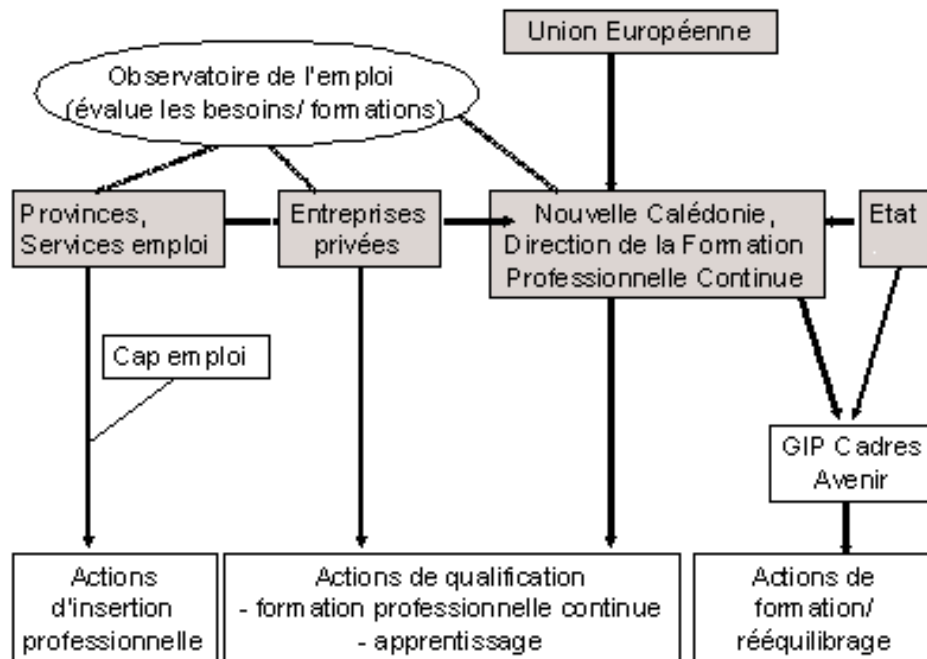 Union Européenne
Observatoire de l'emploi
(évalue les besoins/ formations)
Provinces,
Services emploi
Entreprises
privées
Nouvelle Calédonie,
Direction de la Formation
Professionnelle Continue
Etat
.
Cap emploi
GIP Cadres
Avenir
Actions
d'insertion
professionnelle
Actions de qualification
- formation professionnelle continue
- apprentissage
Actions de
formation/
rééquilibrage